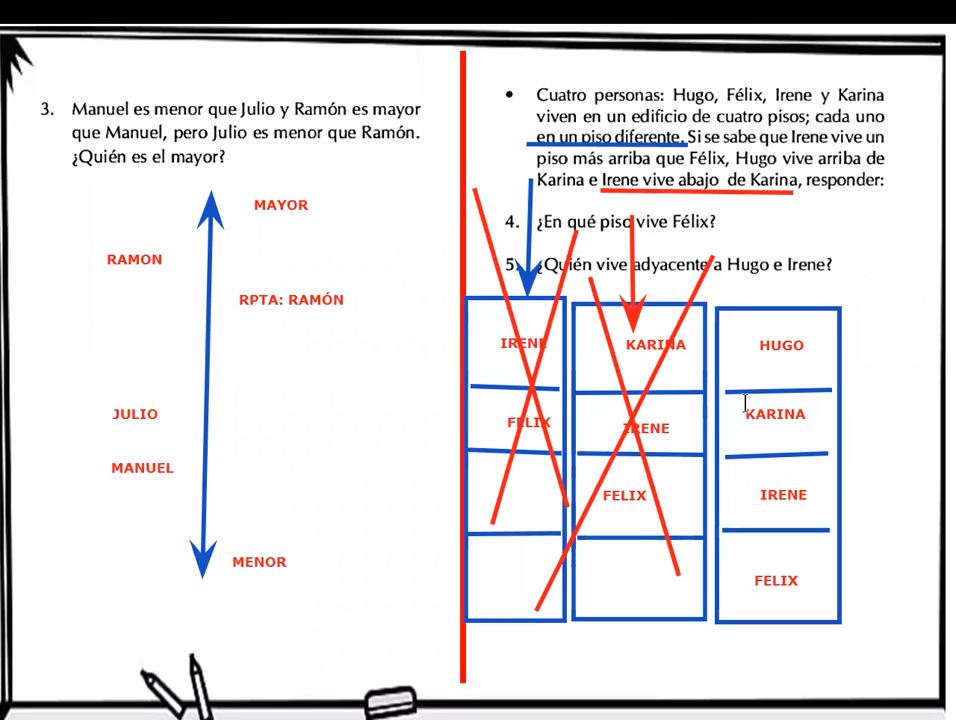 3. Manuel es menor que Julio y Ramón es mayor
que Manuel, pero Julio es menor que Ramón.
¿Quién es el mayor?
MAYOR
RAMON
RPTA: RAMÓN
JULIO
MANUEL
MENOR
• Cuatro personas: Hugo, Félix, Irene y Karina
viven en un edificio de cuatro pisos; cada uno
en un piso diferente. Si se sabe que Irene vive un
piso más arriba que Félix, Hugo vive arriba de
Karina e Irene vive abajo de Karina, responder:
4. ¿En qué piso vive Félix?
5. ¿Quién vive adyacente a Hugo e Irene?
IRENE
FELIX
KARINA
IRENE
FELIX
HUGO
KARINA
IRENE
FELIX